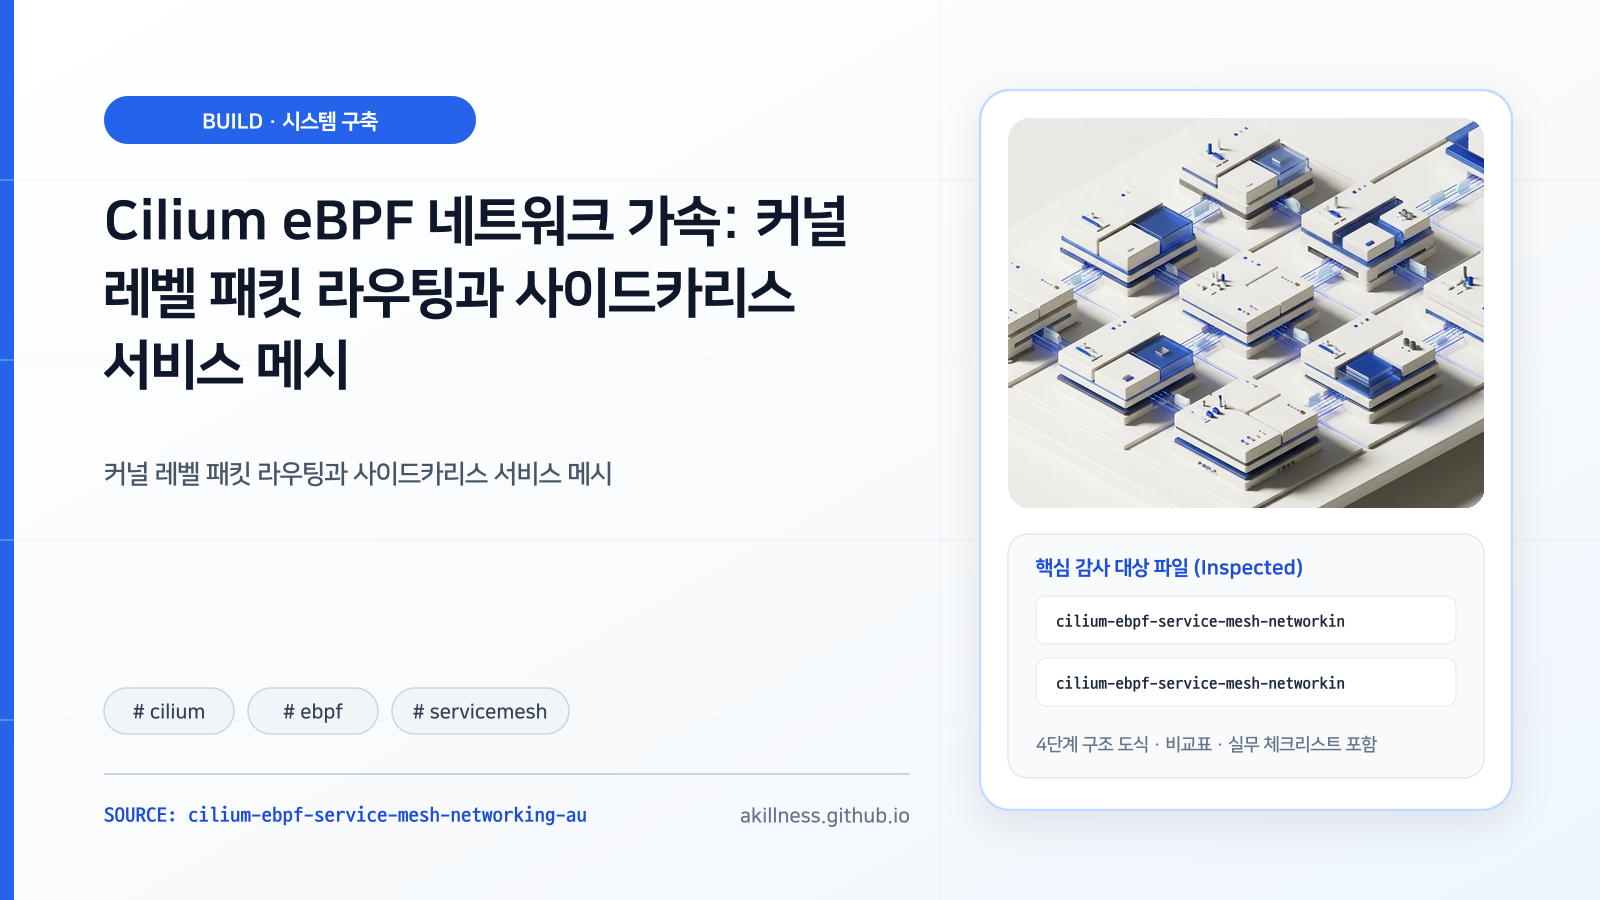 BUILD · 시스템 구축
Cilium eBPF 네트워크 가속: 커널
레벨 패킷 라우팅과 사이드카리스
서비스 메시
커널 레벨 패킷 라우팅과 사이드카리스 서비스 메시
# cilium
# ebpf
# servicemesh
SOURCE: cilium-ebpf-service-mesh-networking-au
akillness.github.io
핵심 감사 대상 파일 (Inspected)
cilium-ebpf-service-mesh-networkin
cilium-ebpf-service-mesh-networkin
4단계 구조 도식 · 비교표 · 실무 체크리스트 포함